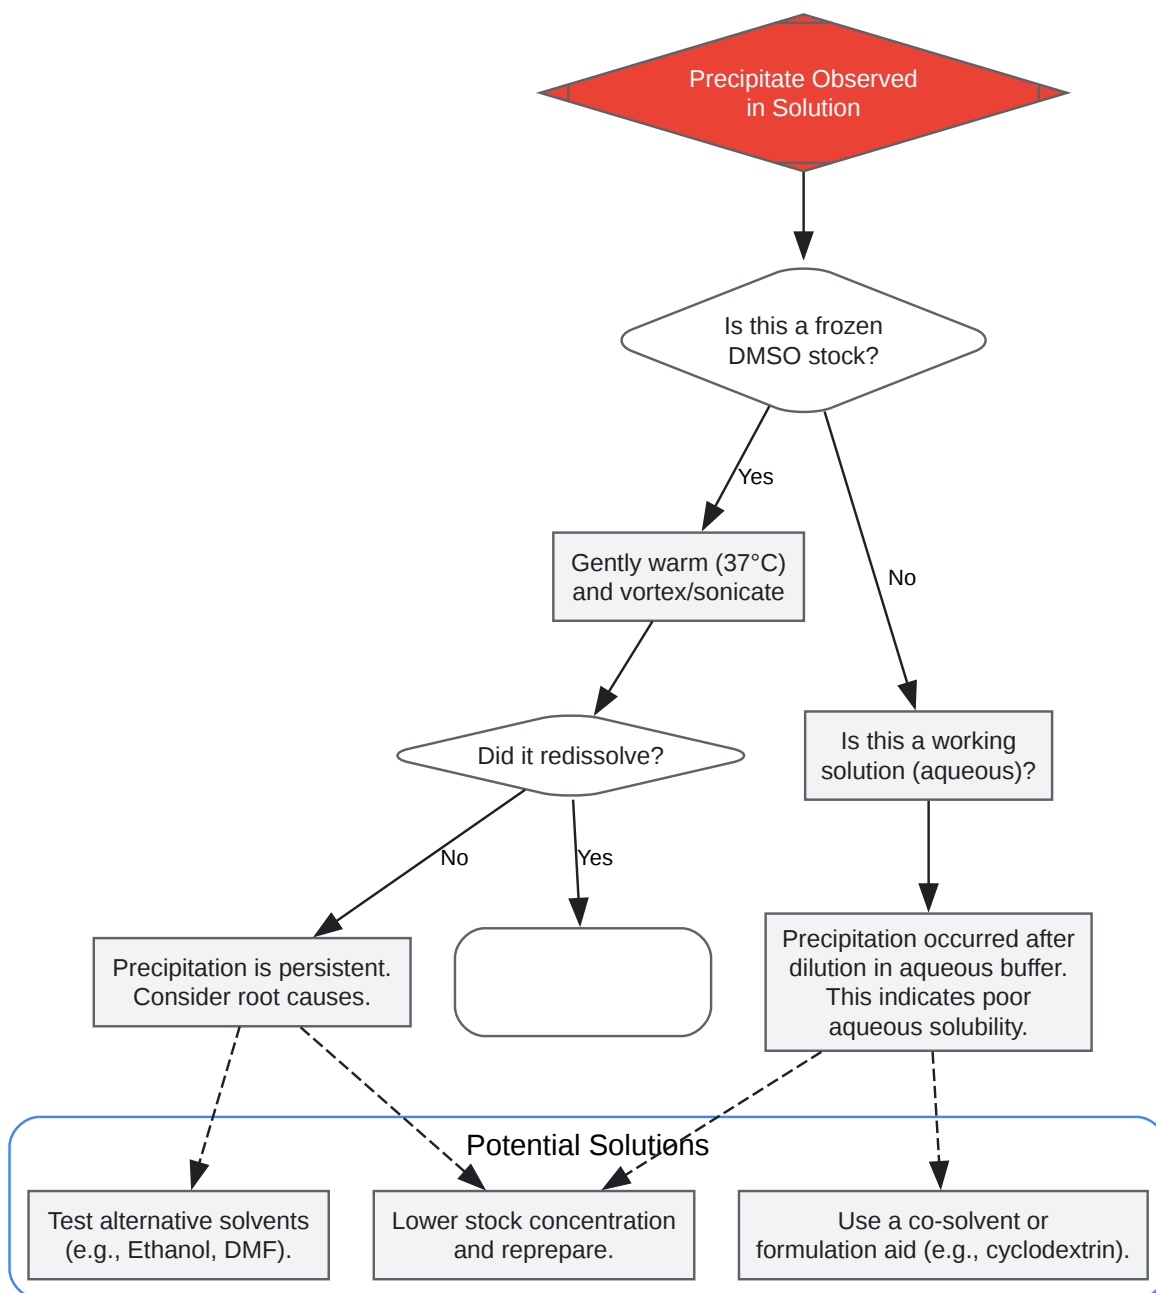 Precipitate Observed
in Solution
Is this a frozen
DMSO stock?
Yes
No
Gently warm (37°C)
and vortex/sonicate
Is this a working
solution (aqueous)?
Did it redissolve?
No
Yes
Precipitation is persistent.
Consider root causes.
Precipitation occurred after
dilution in aqueous buffer.
This indicates poor
aqueous solubility.
Potential Solutions
Test alternative solvents
(e.g., Ethanol, DMF).
Lower stock concentration
and reprepare.
Use a co-solvent or
formulation aid (e.g., cyclodextrin).